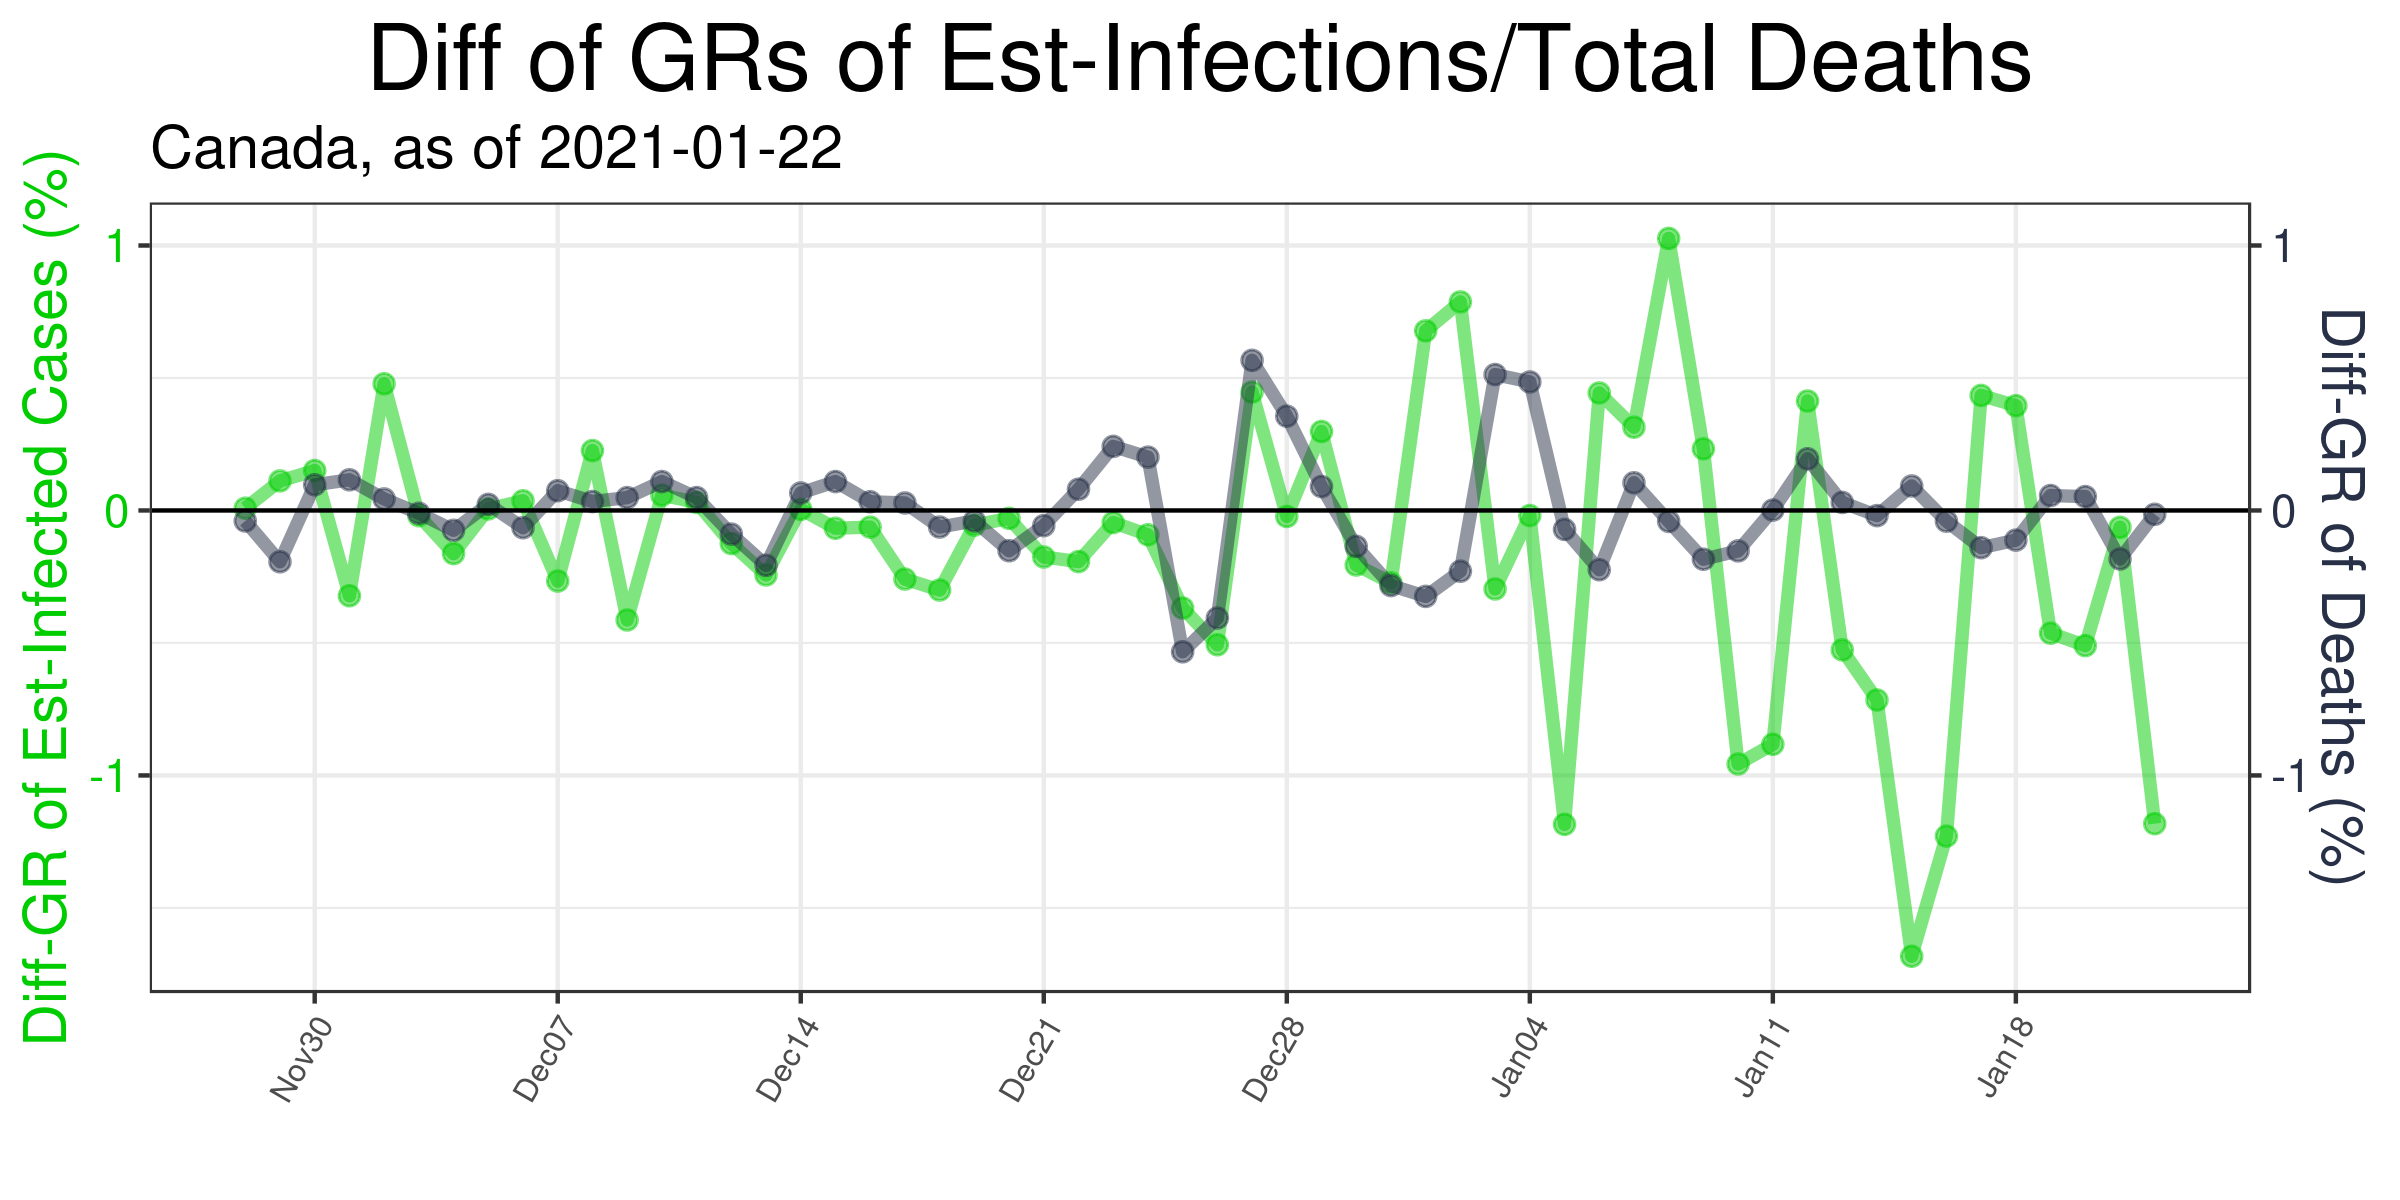 Diff of GRs of Est-Infections/Total Deaths
Canada, as of 2021-01-22
Diff-GR of Est-Infected Cases (%)
1
0
-1
1
0
-1
Diff-GR of Deaths (%)
Nov30
Dec07
Dec14
Dec21
Dec28
Jan04
Jan11
Jan18